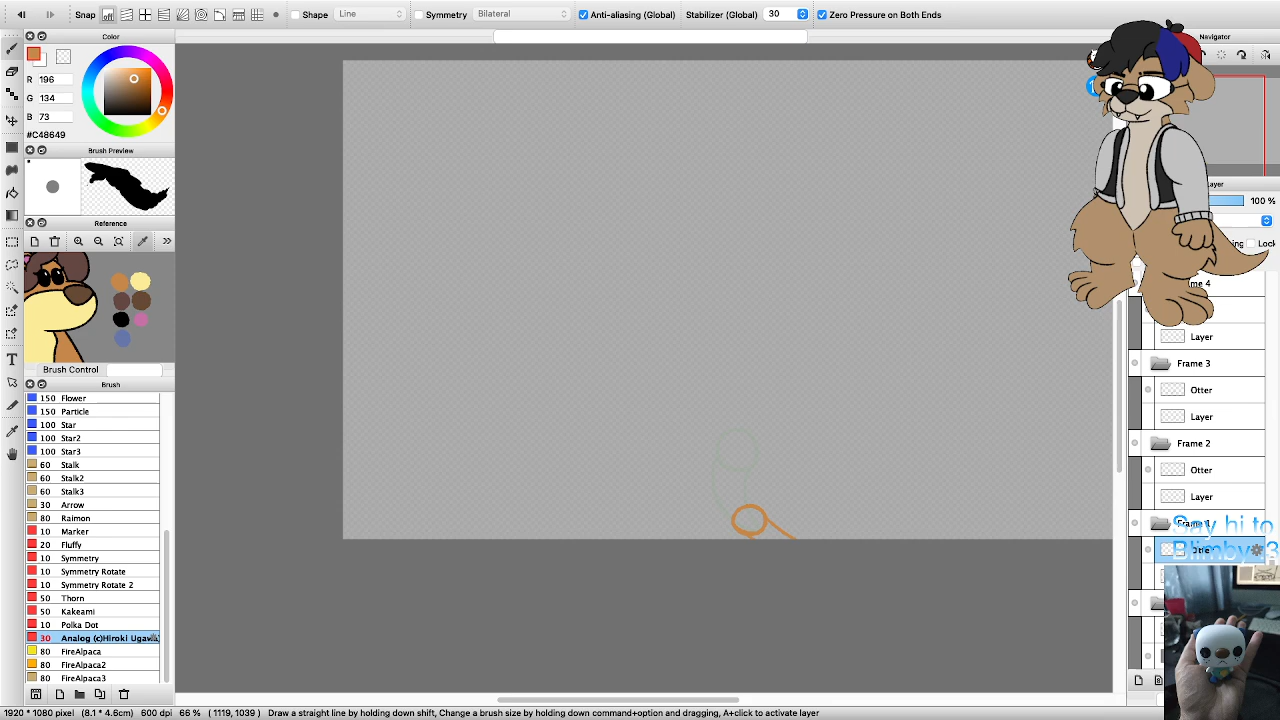 Snap
Shape
Line
Symmetry
Bilateral
Anti-aliasing (Global)
Stabilizer (Global)
30
Zero Pressure on Both Ends
Color
R
196
G
134
B
73
#C48649
Brush Preview
Reference
Brush Control
Brush
150 Flower
150 Particle
100 Star
100 Star2
100 Star3
60 Stalk
60 Stalk2
60 Stalk3
30 Arrow
80 Raimon
10 Marker
20 Fluffy
10 Symmetry
10 Symmetry Rotate
10 Symmetry Rotate 2
50 Thorn
50 Kakeami
10 Polka Dot
30 Analog (c)Hiroki Ugawa)
80 FireAlpaca
80 FireAlpaca2
80 FireAlpaca3
Navigator
100 %
Lock
Layer
Frame 3
Otter
Layer
Frame 2
Otter
Layer
Say hi to
1920 * 1080 pixel (8.1 * 4.6cm) 600 dpi 66 % (1119, 1039) Draw a straight line by holding down shift, Change a brush size by holding down command+option and dragging, A+click to activate layer